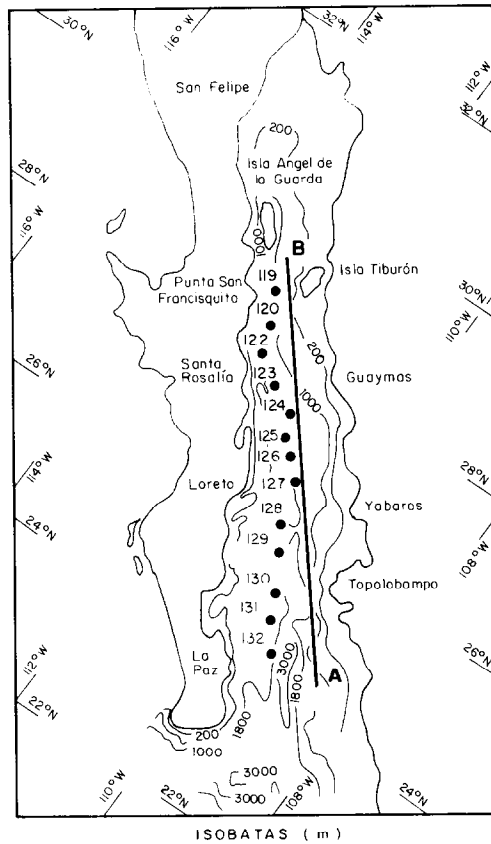 30°N
116°W
32°N
114°W
112°W
32°N
San Felipe
200
Isla Angel de
la Guarda
28°N
116°W
1000
B
119
Isla Tiburón
Punta San
Francisquito
30°N
110°W
120
122
200
26°N
Santa
Rosalía
123
Guaymas
124
1000
125
126
114°W
Loreto
127
28°N
24°N
128
Yabaros
129
108°W
130
Topolobampo
131
132
La
Paz
3000
1800
A
26°N
112°W
22°N
200
1000
1800
3000
3000
110°W
22°N
108°W
24°N
ISOBATAS (m)